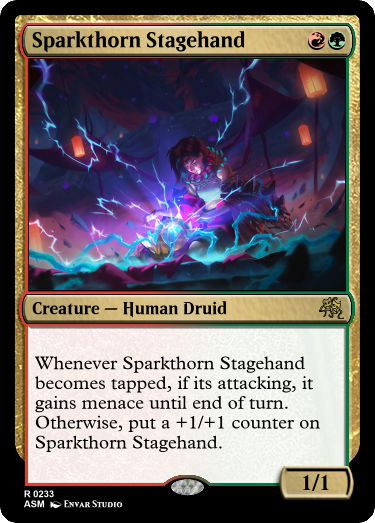 Sparkthorn Stagehand
Creature — Human Druid
Whenever Sparkthorn Stagehand
becomes tapped, if its attacking, it
gains menace until end of turn.
Otherwise, put a +1/+1 counter on
Sparkthorn Stagehand.
1/1
R 0233
ASM Envar Studio